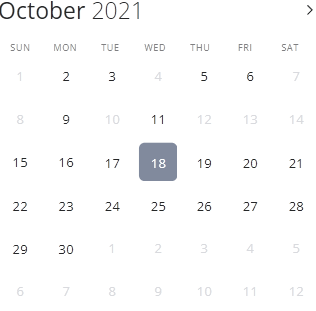 October 2021
SUN MON TUE WED THU FRI SAT
1 2 3 4 5 6 7
8 9 10 11 12 13 14
15 16 17 18 19 20 21
22 23 24 25 26 27 28
29 30 1 2 3 4 5
6 7 8 9 10 11 12